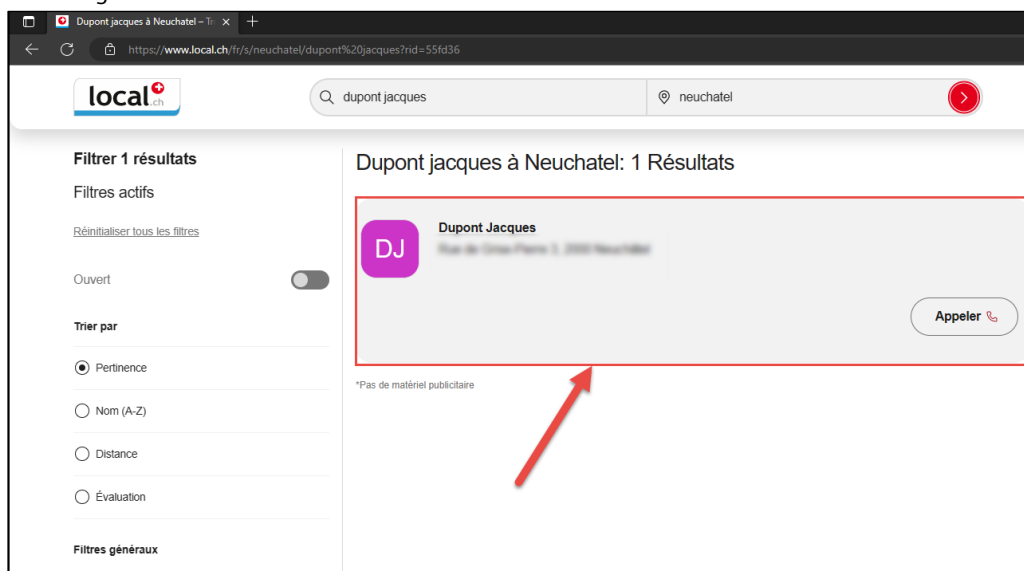 Dupont jacques à Neuchatel – Tr
https://www.local.ch/fr/s/neuchatel/dupont%20jacques?rid=55fd36
local.ch
dupont jacques
neuchatel
Filtrer 1 résultats
Filtres actifs
Réinitialiser tous les filtres
Ouvert
Trier par
Pertinence
Nom (A-Z)
Distance
Évaluation
Filtres généraux
Dupont jacques à Neuchatel: 1 Résultats
DJ
Dupont Jacques
Appeler
*Pas de matériel publicitaire